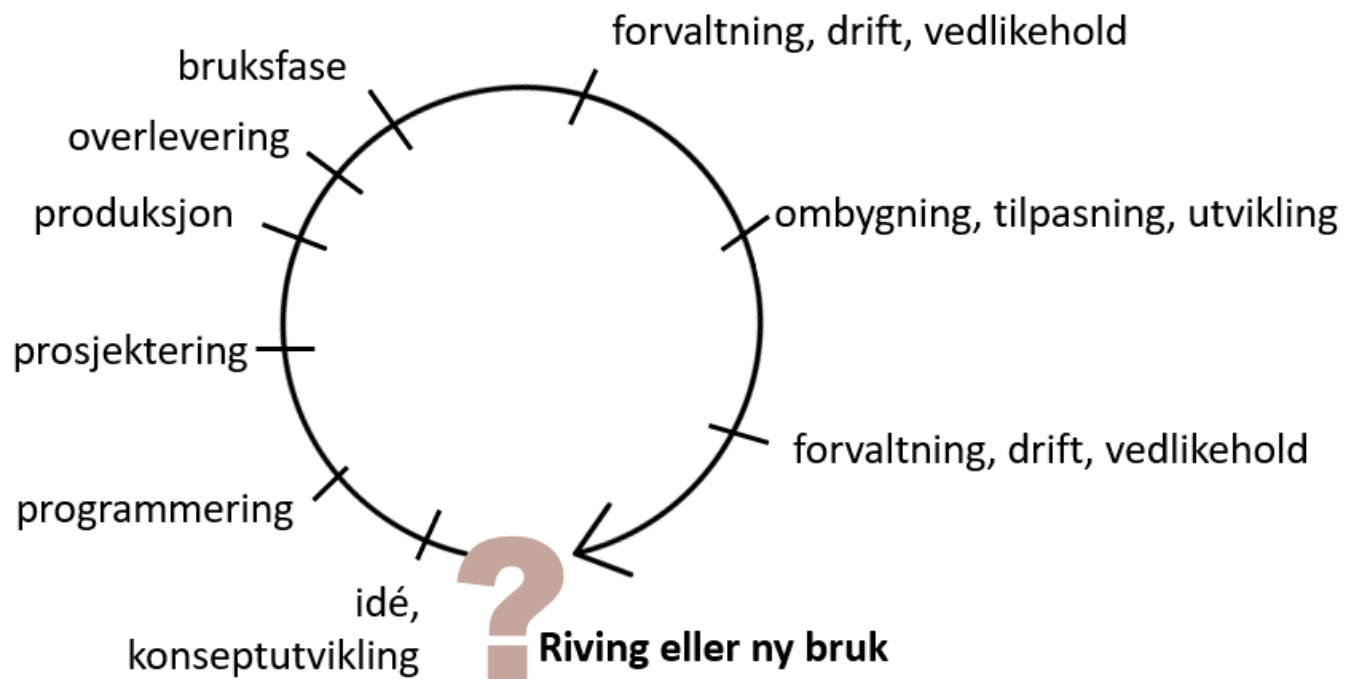 forvaltning, drift, vedlikehold
bruksfase
overlevering
produksjon
ombygning, tilpasning, utvikling
prosjektering
forvaltning, drift, vedlikehold
programmering
idé,
konseptutvikling
?
Riving eller ny bruk